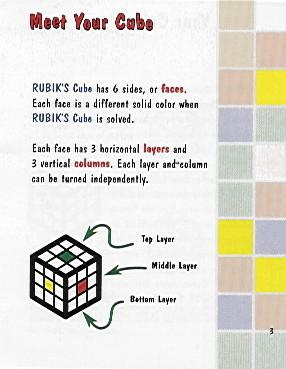 Meet Your Cube
RUBIK'S Cube has 6 sides, or faces.
Each face is a different solid color when
RUBIK'S Cube is solved.
Each face has 3 horizontal layers and
3 vertical columns. Each layer and column
can be turned independently.
Top Layer
Middle Layer
Bottom Layer
3